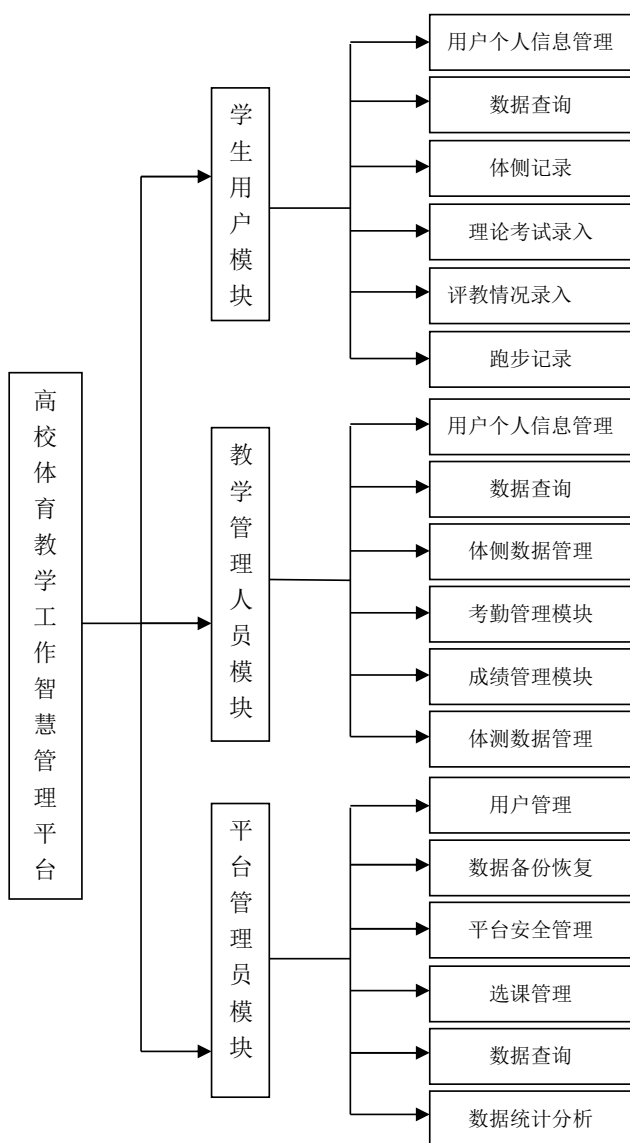 高校体育教学工作智慧管理平台
学生用户模块
用户个人信息管理
数据查询
体侧记录
理论考试录入
评教情况录入
跑步记录
教学管理人员模块
用户个人信息管理
数据查询
体侧数据管理
考勤管理模块
成绩管理模块
体测数据管理
平台管理员模块
用户管理
数据备份恢复
平台安全管理
选课管理
数据查询
数据统计分析